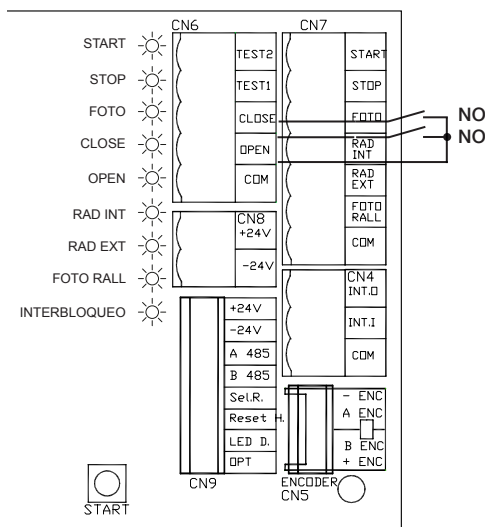 START
STOP
FOTO
CLOSE
OPEN
RAD INT
RAD EXT
FOTO RALL
INTERBLOQUEO
START
CN6
TEST2
TEST1
CLOSE
OPEN
COM
CN8
+24V
-24V
+24V
-24V
A 485
B 485
Sel.R.
Reset H.
LED D.
OPT
CN9
CN7
START
STOP
FOTO
RAD
INT
RAD
EXT
FOTO
RALL
COM
CN4
INT.O
INT.I
COM
- ENC
A ENC
B ENC
+ ENC
ENCODER
CN5
NO
NO